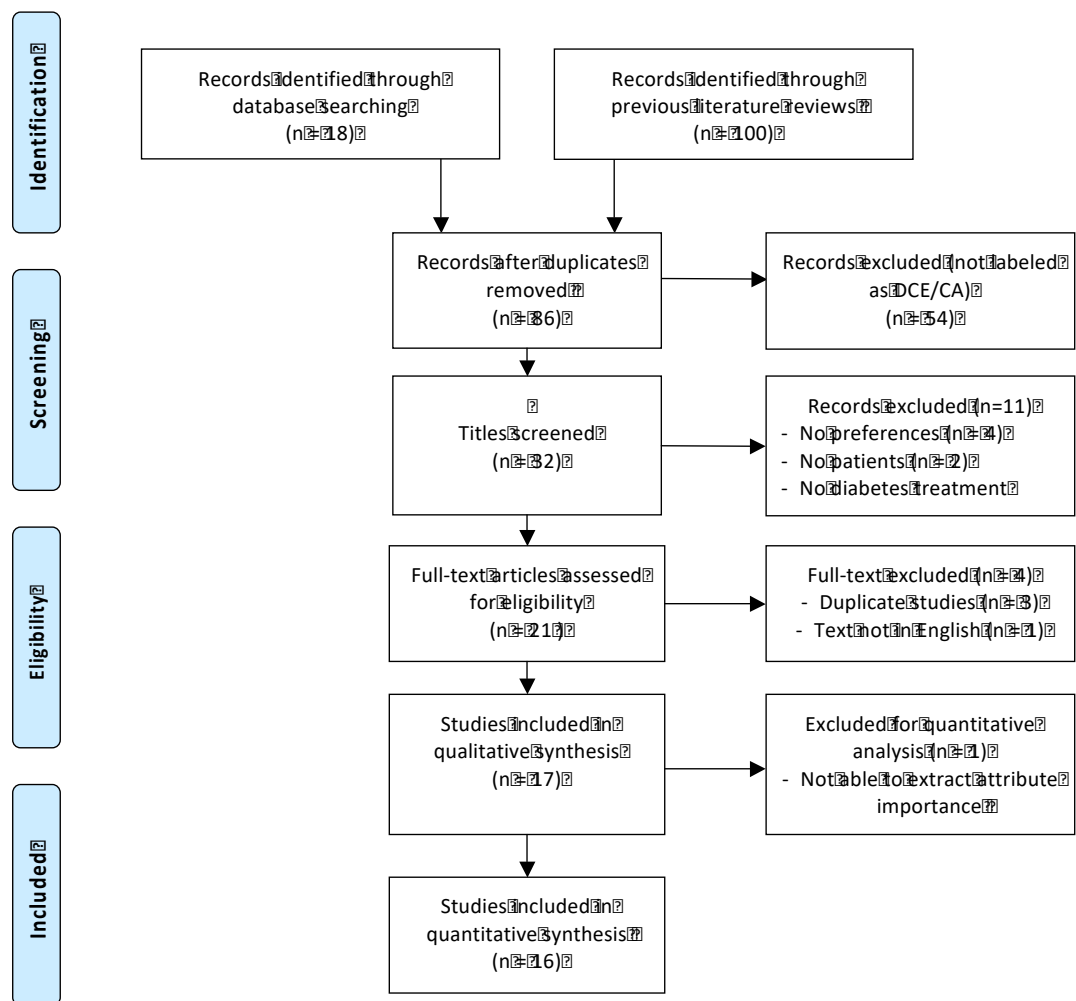 Identification
Records identified through
database searching
(n = 18)
Records identified through
previous literature reviews
(n = 100)
Screening
Records after duplicates
removed
(n = 86)
Records excluded (not labeled
as DCE/CA)
(n = 54)
Titles screened
(n = 32)
Records excluded (n=11)
- No preferences (n = 4)
- No patients (n = 2)
- No diabetes treatment
Eligibility
Full-text articles assessed
for eligibility
(n = 21)
Full-text excluded (n = 4)
- Duplicate studies (n = 3)
- Text not in English (n = 1)
Studies included in
qualitative synthesis
(n = 17)
Excluded for quantitative
analysis (n = 1)
- Not able to extract attribute
importance
Included
Studies included in
quantitative synthesis
(n = 16)